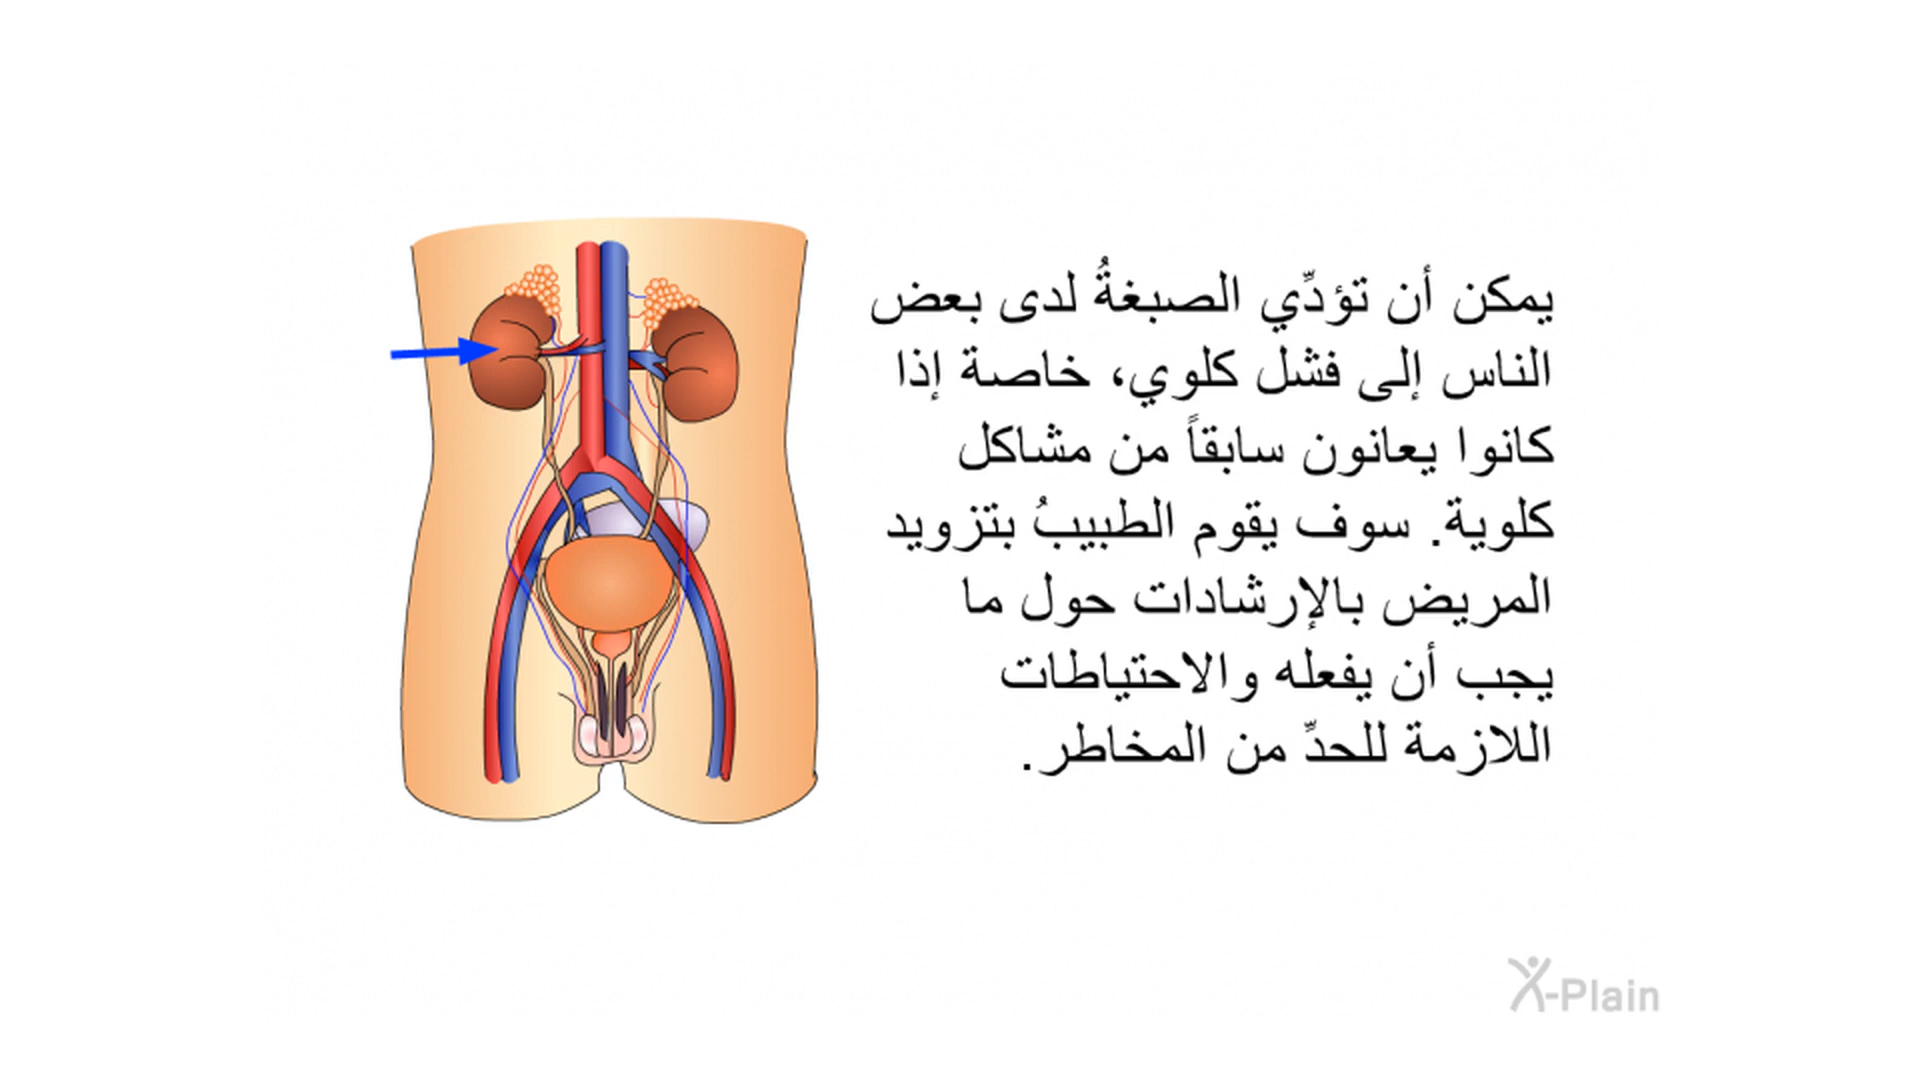 يمكن أن تؤدِّي الصبغةُ لدى بعض
الناس إلى فشل كلوي، خاصة إذا
كانوا يعانون سابقاً من مشاكل
كلوية. سوف يقوم الطبيبُ بتزويد
المريض بالإرشادات حول ما
يجب أن يفعله والاحتياطات
اللازمة للحدِّ من المخاطر.
X-Plain